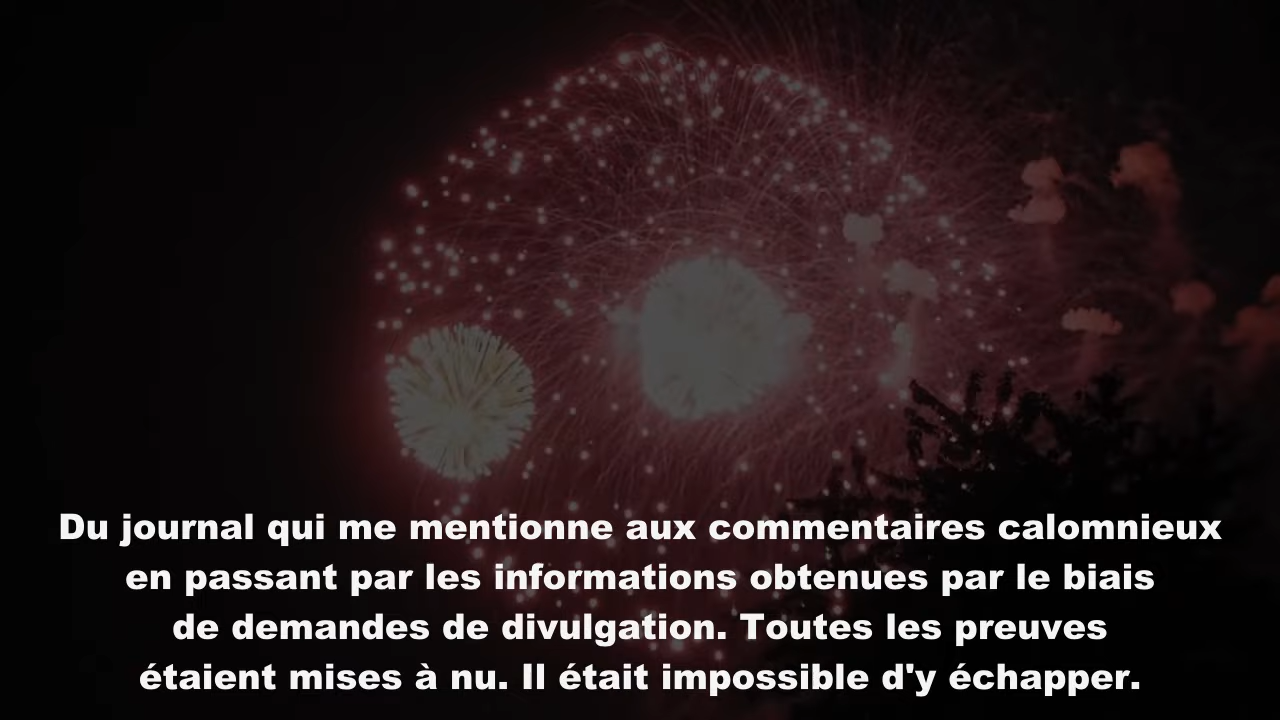 Du journal qui me mentionne aux commentaires calomnieux
en passant par les informations obtenues par le biais
de demandes de divulgation. Toutes les preuves
étaient mises à nu. Il était impossible d'y échapper.